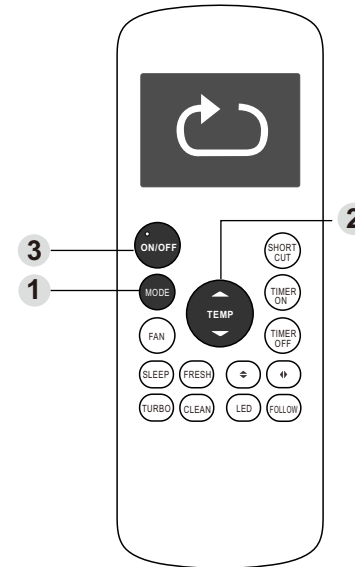 2
3
ON/OFF
SHORT
CUT
1
MODE
TEMP
TIMER
ON
FAN
TIMER
OFF
SLEEP
FRESH
TURBO
CLEAN
LED
FOLLOW